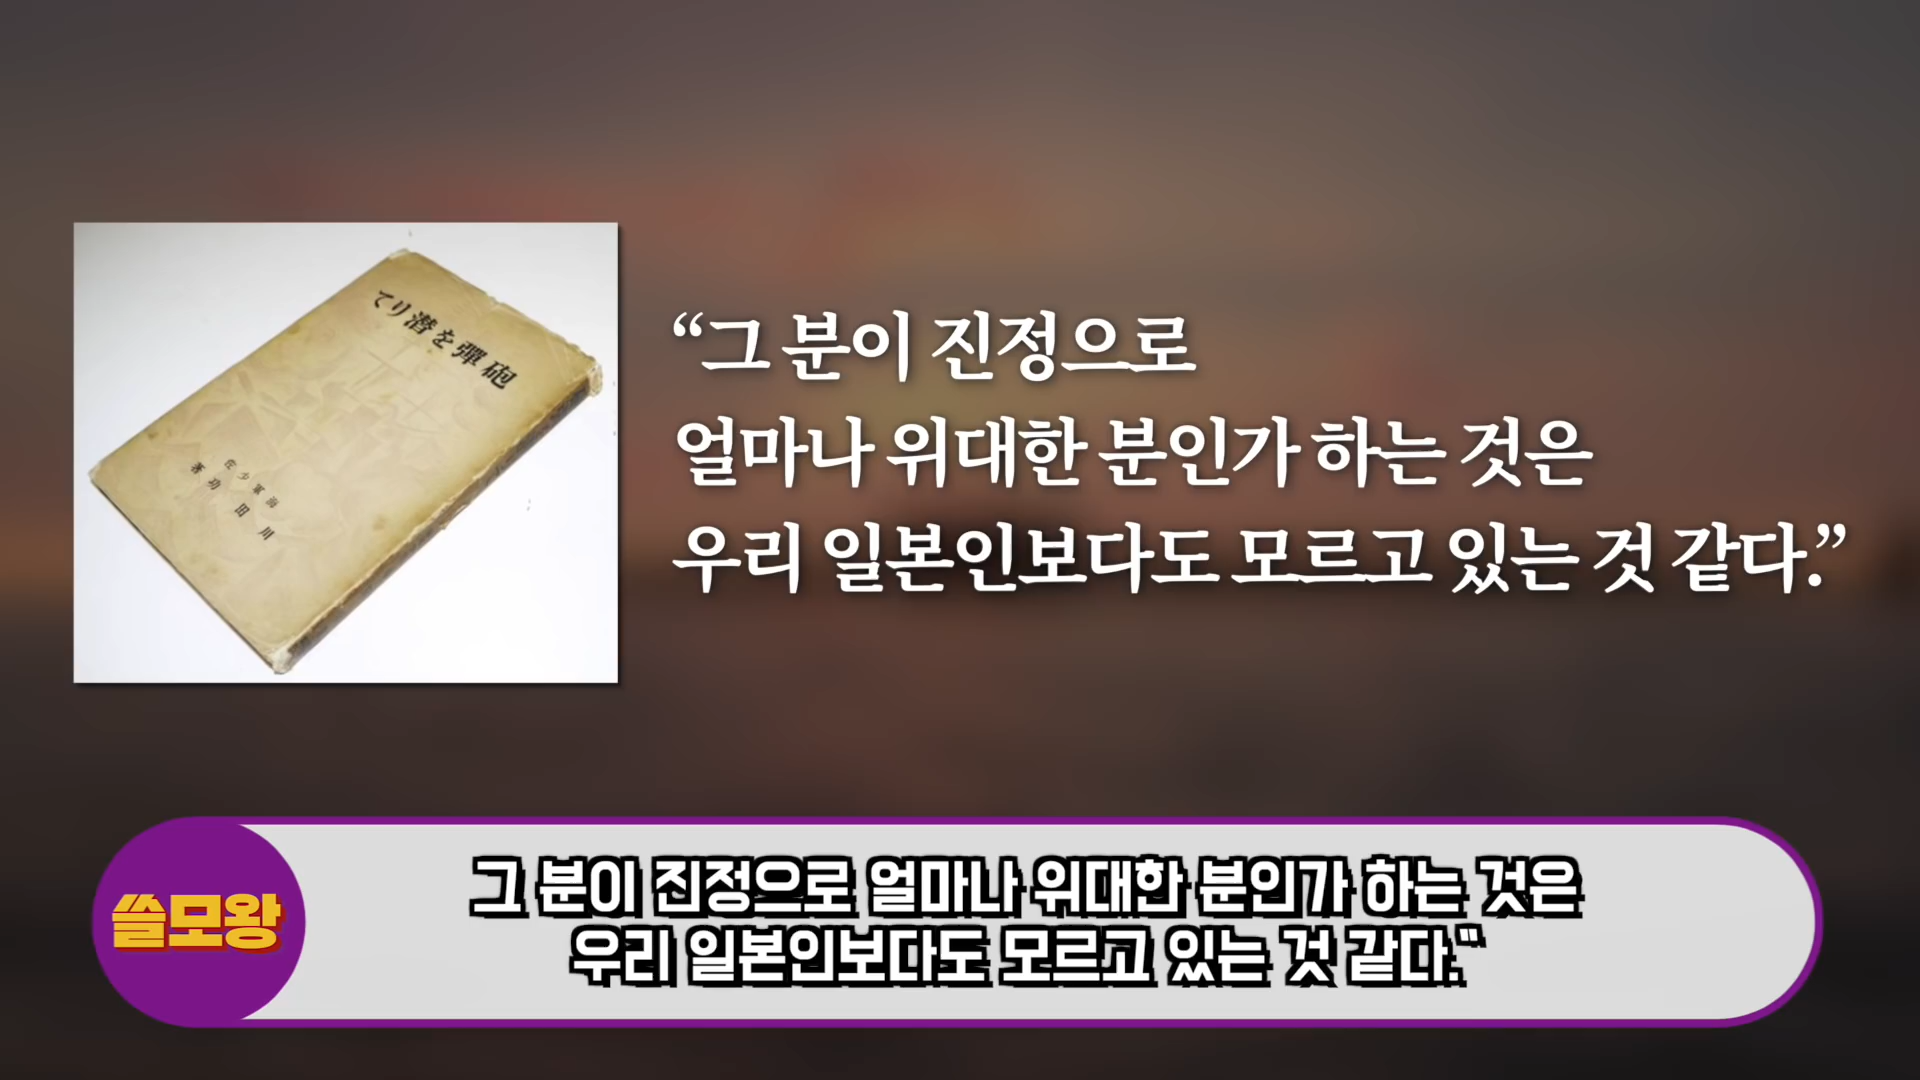 砲彈を潜りて
海軍少佐
川田功著
“그 분이 진정으로
얼마나 위대한 분인가 하는 것은
우리 일본인보다도 모르고 있는 것 같다.”
쓸모왕
그 분이 진정으로 얼마나 위대한 분인가 하는 것은
우리 일본인보다도 모르고 있는 것 같다."